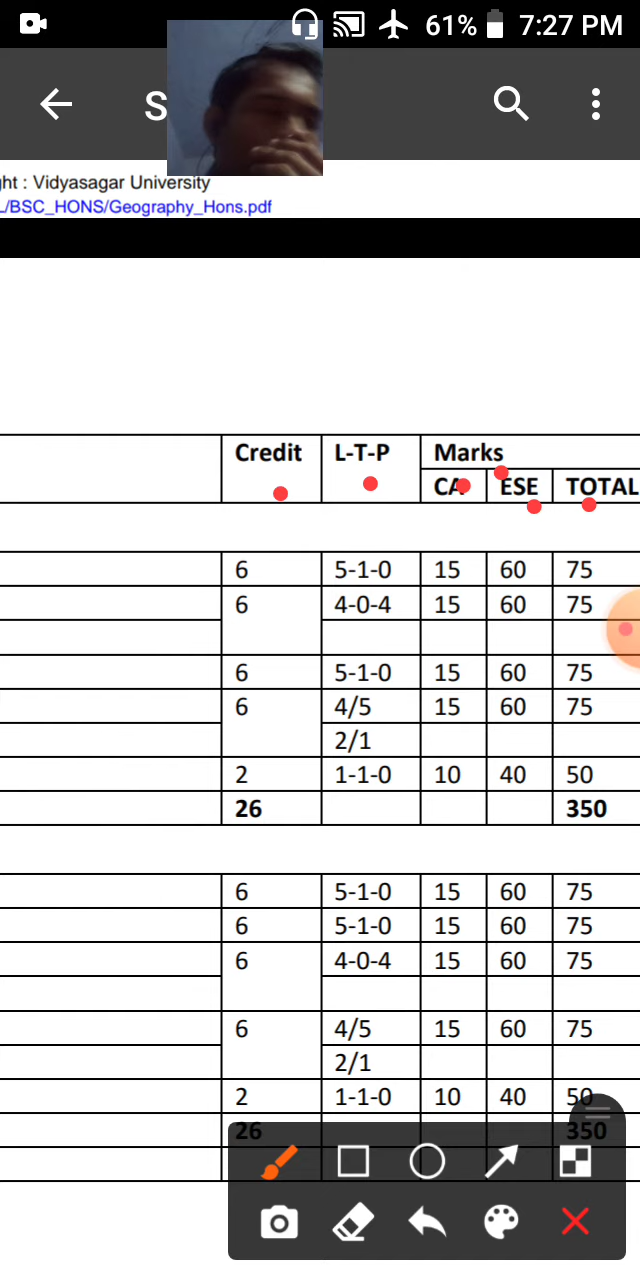 61% 7:27 PM
S
ht : Vidyasagar University
L/BSC_HONS/Geography_Hons.pdf
Credit L-T-P Marks
CA ESE TOTAL
6 5-1-0 15 60 75
6 4-0-4 15 60 75
6 5-1-0 15 60 75
6 4/5 15 60 75
2/1
2 1-1-0 10 40 50
26 350
6 5-1-0 15 60 75
6 5-1-0 15 60 75
6 4-0-4 15 60 75
6 4/5 15 60 75
2/1
2 1-1-0 10 40 50
26 350